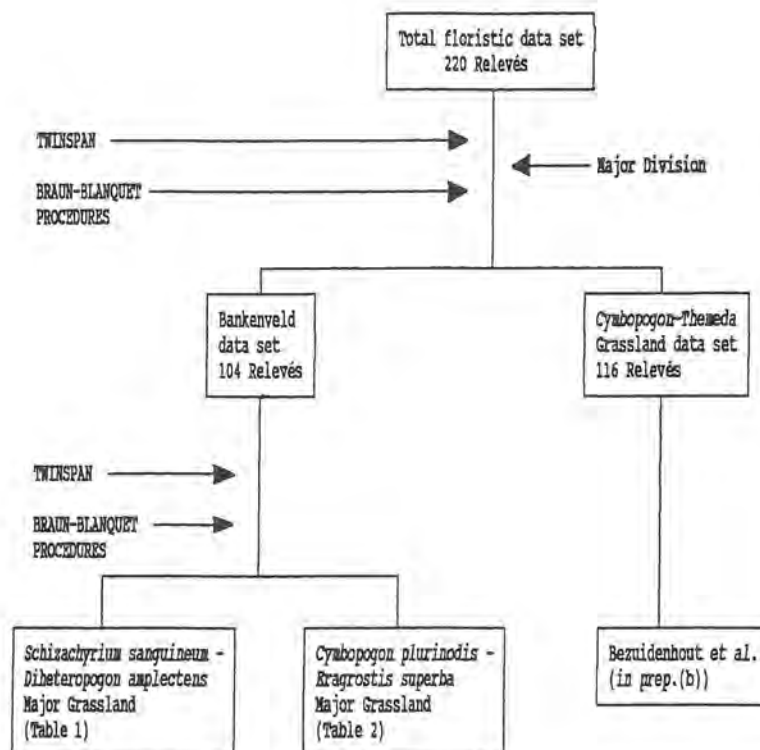 Total floristic data set
220 Relevés
TWINSPAN
Major Division
BRAUN-BLANQUET
PROCEDURES
Bankenveld
data set
104 Relevés
Cymbopogon-Themeda
Grassland data set
116 Relevés
TWINSPAN
BRAUN-BLANQUET
PROCEDURES
Schizachyrium sanguineum -
Diheteropogon amplectens
Major Grassland
(Table 1)
Cymbopogon plurinodis -
Eragrostis superba
Major Grassland
(Table 2)
Bezuidenhout et al.
(in prep.(b))